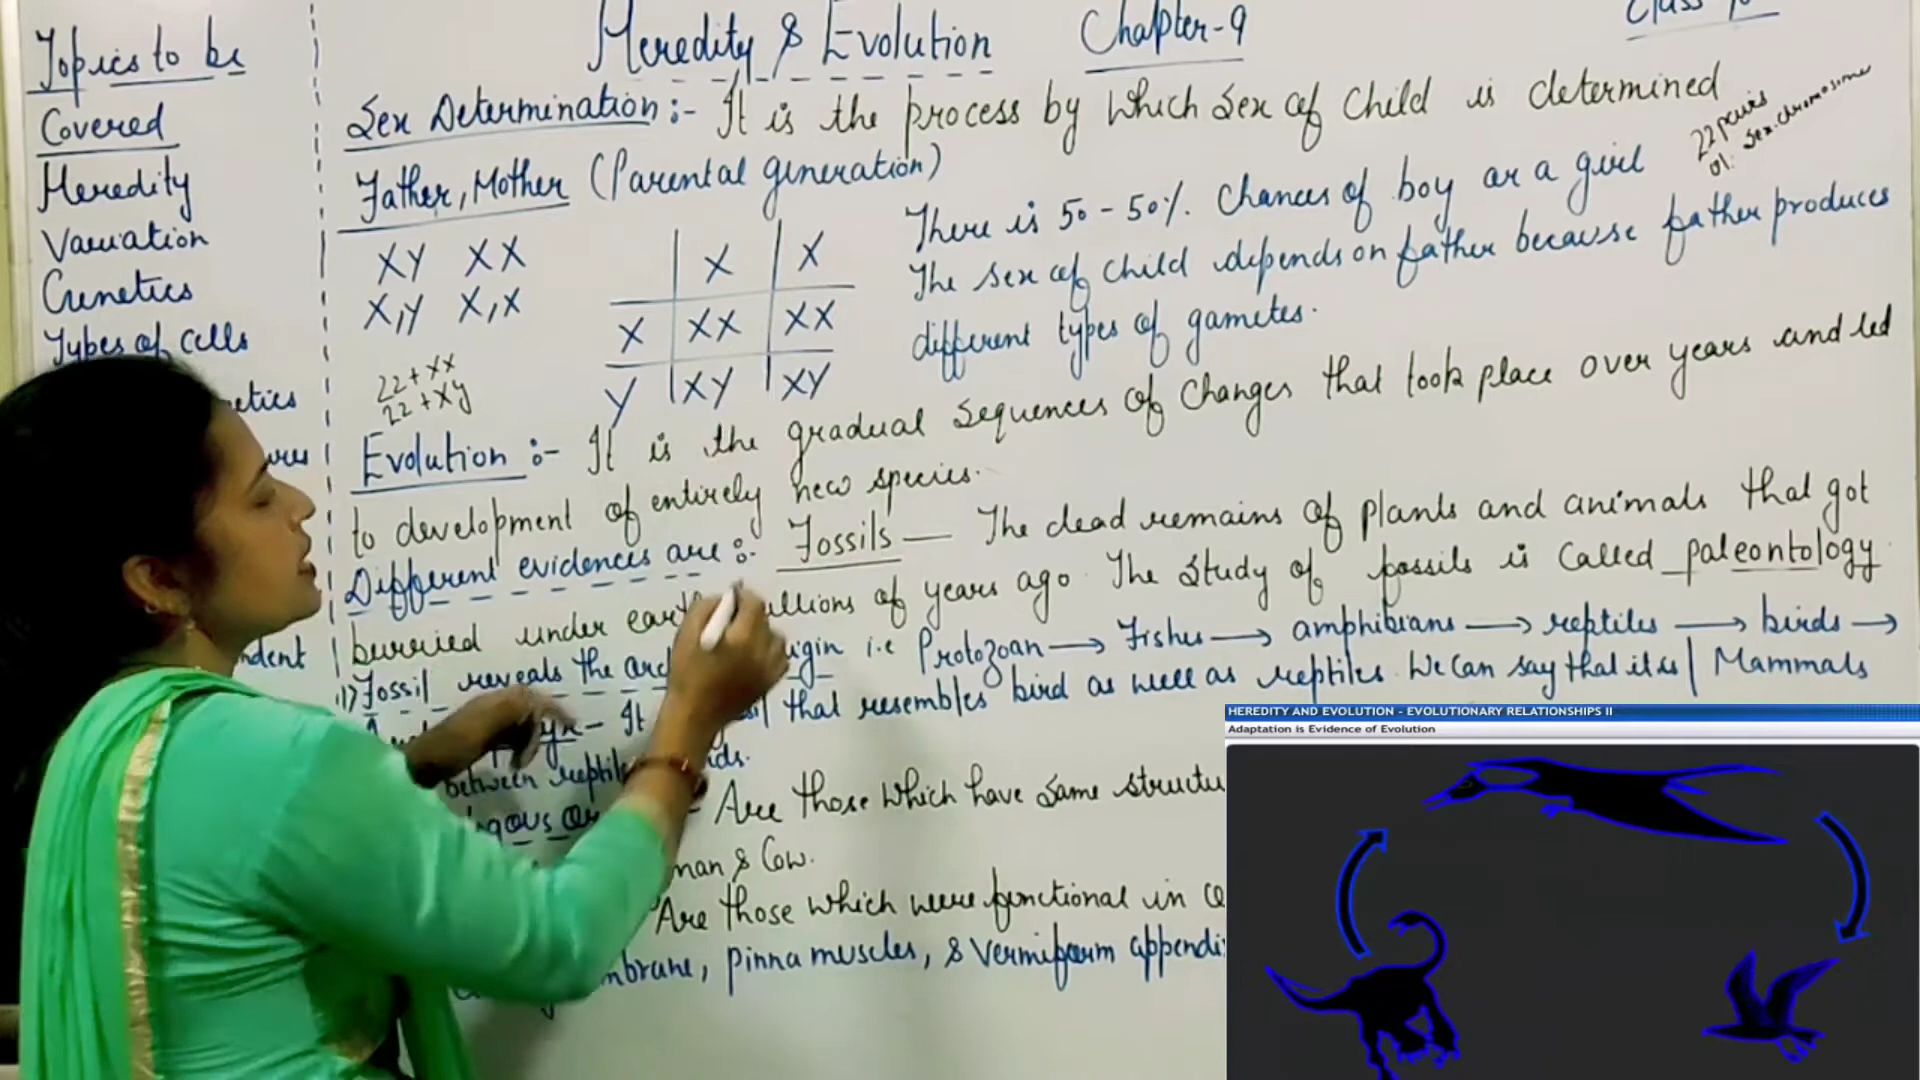 Topics to be
Covered
Heredity
Variation
Genetics
Types of cells
Heredity & Evolution Chapter-9
Sex Determination :- It is the process by which sex of child is determined
22 pairs
sex.chromosome
Father, Mother (Parental generation)
XY XX
X,Y X,X
22+XX
22+XY
X X
X XX XX
Y XY XY
There is 50-50%. Chances of boy or a girl
The sex of child depends on father because father produces
different types of gametes.
Evolution :- It is the gradual sequences of changes that took place over years and led
to development of entirely new species.
Different evidences are :- Fossils — The dead remains of plants and animals that got
burried under earth millions of years ago. The study of fossils is called paleontology
1) Fossil reveals the i.e Protozoan → Fishes → amphibians → reptiles → birds →
Mammals
It that resembles bird as well as reptiles. We can say that it is
between
Are those which have same
man & Cow.
Are those which were functional in
pinna muscles, & vermiform
HEREDITY AND EVOLUTION - EVOLUTIONARY RELATIONSHIPS II
Adaptation is Evidence of Evolution